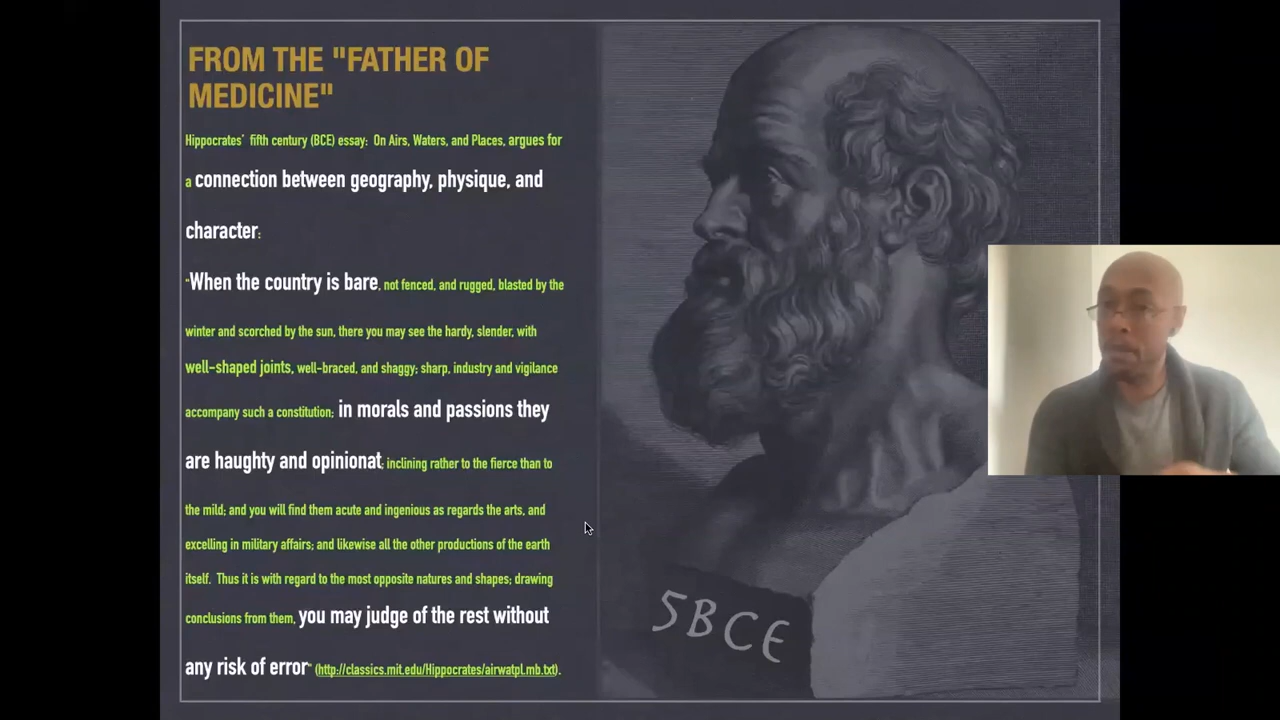 FROM THE "FATHER OF
MEDICINE"
Hippocrates' fifth century (BCE) essay: On Airs, Waters, and Places, argues for
a connection between geography, physique, and
character:
"When the country is bare, not fenced, and rugged, blasted by the
winter and scorched by the sun, there you may see the hardy, slender, with
well-shaped joints, well-braced, and shaggy; sharp, industry and vigilance
accompany such a constitution; in morals and passions they
are haughty and opinionat; inclining rather to the fierce than to
the mild; and you will find them acute and ingenious as regards the arts, and
excelling in military affairs; and likewise all the other productions of the earth
itself. Thus it is with regard to the most opposite natures and shapes; drawing
conclusions from them, you may judge of the rest without
any risk of error" (http://classics.mit.edu/Hippocrates/airwatpl.mb.txt).
5BCE